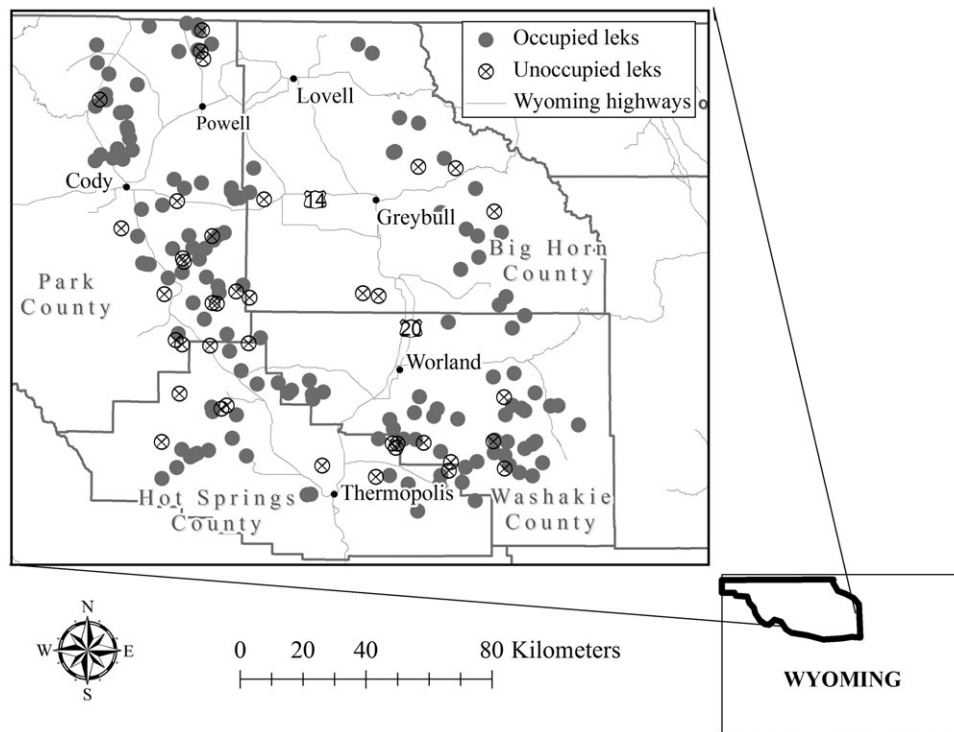 Occupied leks
Unoccupied leks
Wyoming highways
Lovell
Powell
Cody
14
Greybull
Big Horn
County
Park
County
20
Worland
Thermopolis
Hot Springs
County
Washakie
County
N
W E
S
0 20 40 80 Kilometers
WYOMING